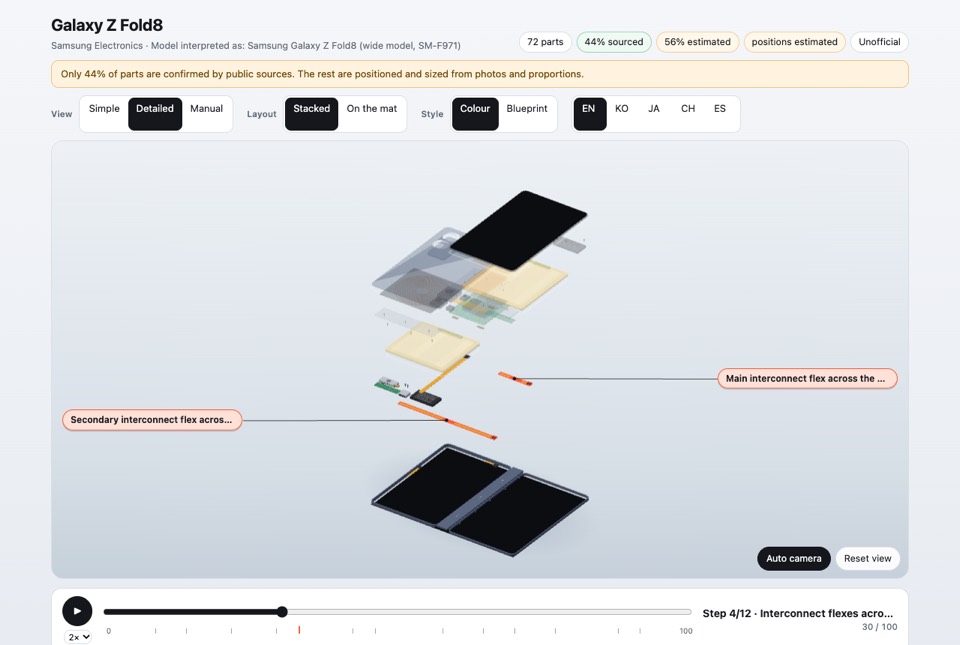 Galaxy Z Fold8
Samsung Electronics · Model interpreted as: Samsung Galaxy Z Fold8 (wide model, SM-F971)
72 parts 44% sourced 56% estimated positions estimated Unofficial
Only 44% of parts are confirmed by public sources. The rest are positioned and sized from photos and proportions.
View Simple Detailed Manual Layout Stacked On the mat Style Colour Blueprint EN KO JA CH ES
Main interconnect flex across the ...
Secondary interconnect flex acros...
Auto camera Reset view
Step 4/12 · Interconnect flexes acro...
0 100 30 / 100
2×